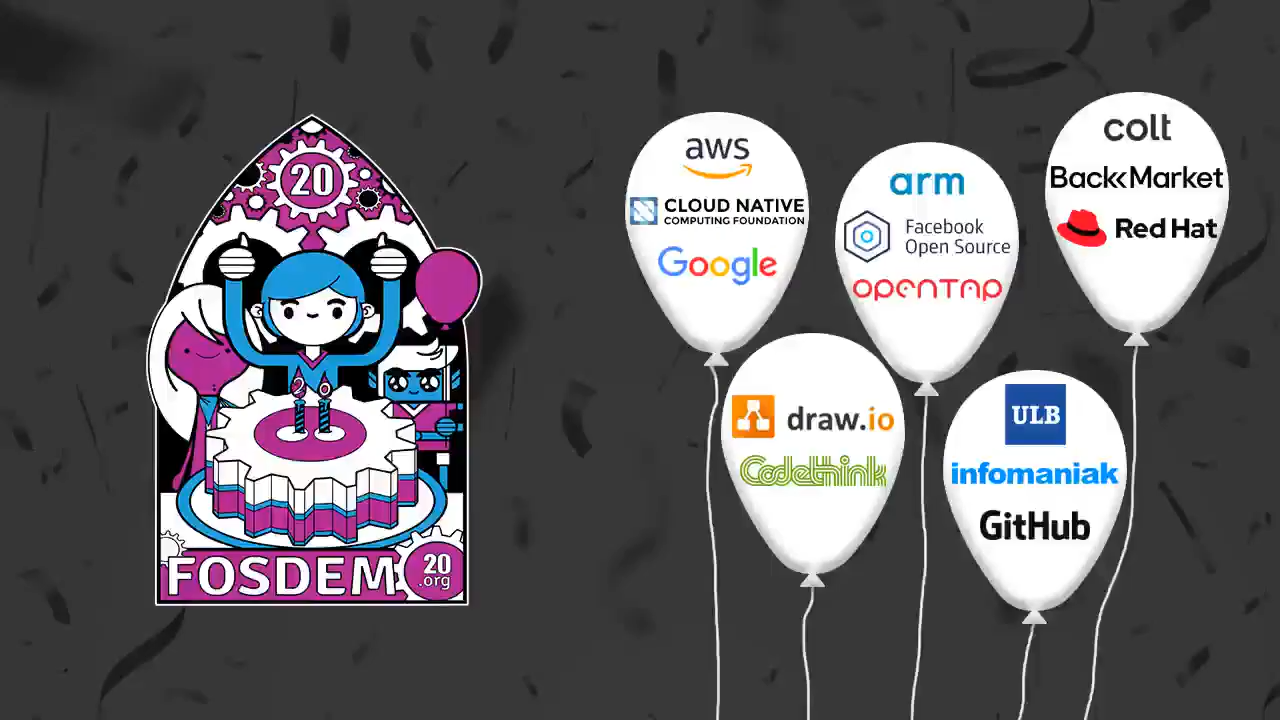 20
20
FOSDEM
20
.org
aws
CLOUD NATIVE
COMPUTING FOUNDATION
Google
arm
Facebook
Open Source
OPENTAP
colt
BackMarket
Red Hat
draw.io
Codethink
ULB
infomaniak
GitHub